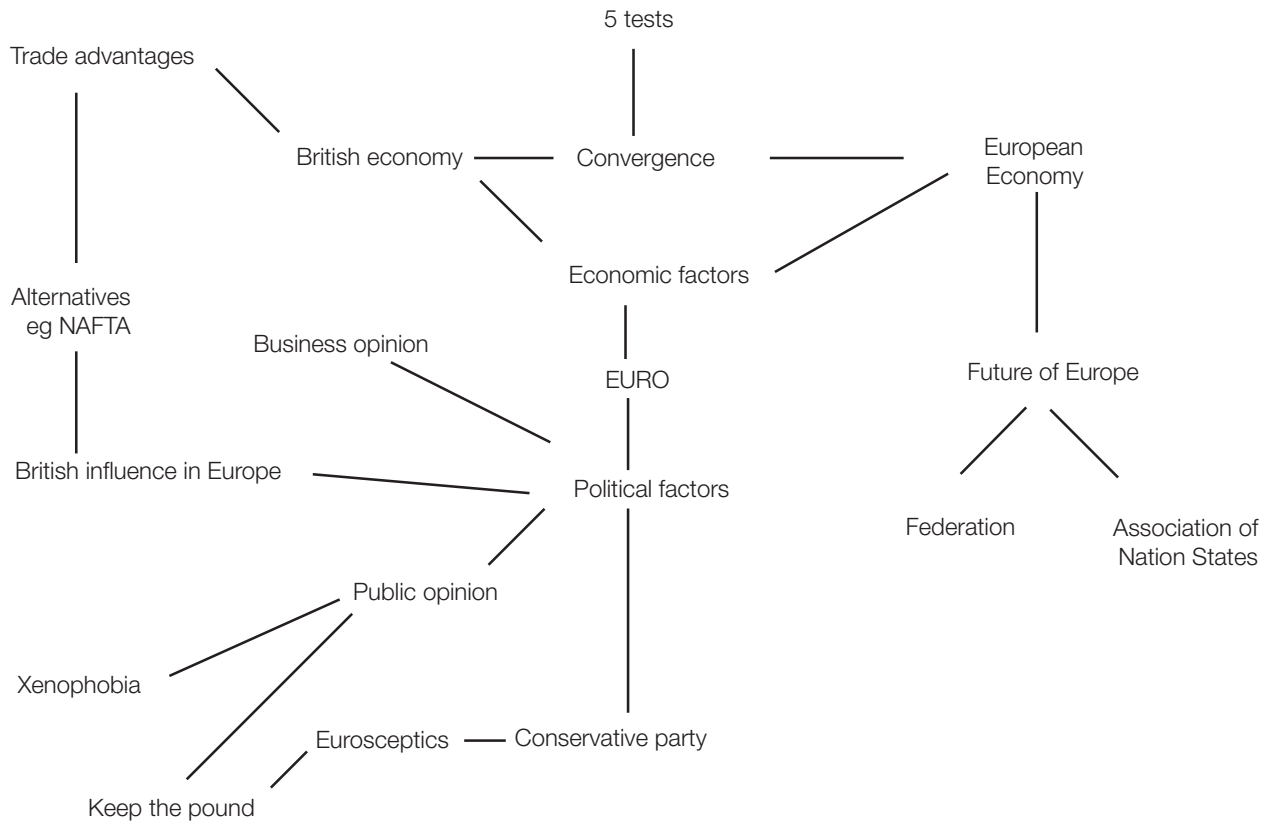 5 tests
Trade advantages
British economy
Convergence
European
Economy
Economic factors
Alternatives
eg NAFTA
Business opinion
EURO
Future of Europe
British influence in Europe
Political factors
Federation
Association of
Nation States
Public opinion
Xenophobia
Eurosceptics
Conservative party
Keep the pound